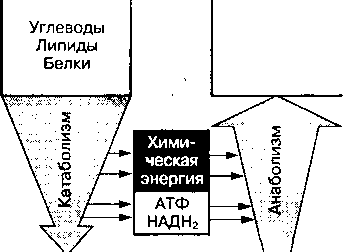 Углеводы
Липиды
Белки
Катаболизм
Хими-
ческая
энергия
АТФ
НАДН₂
Анаболизм